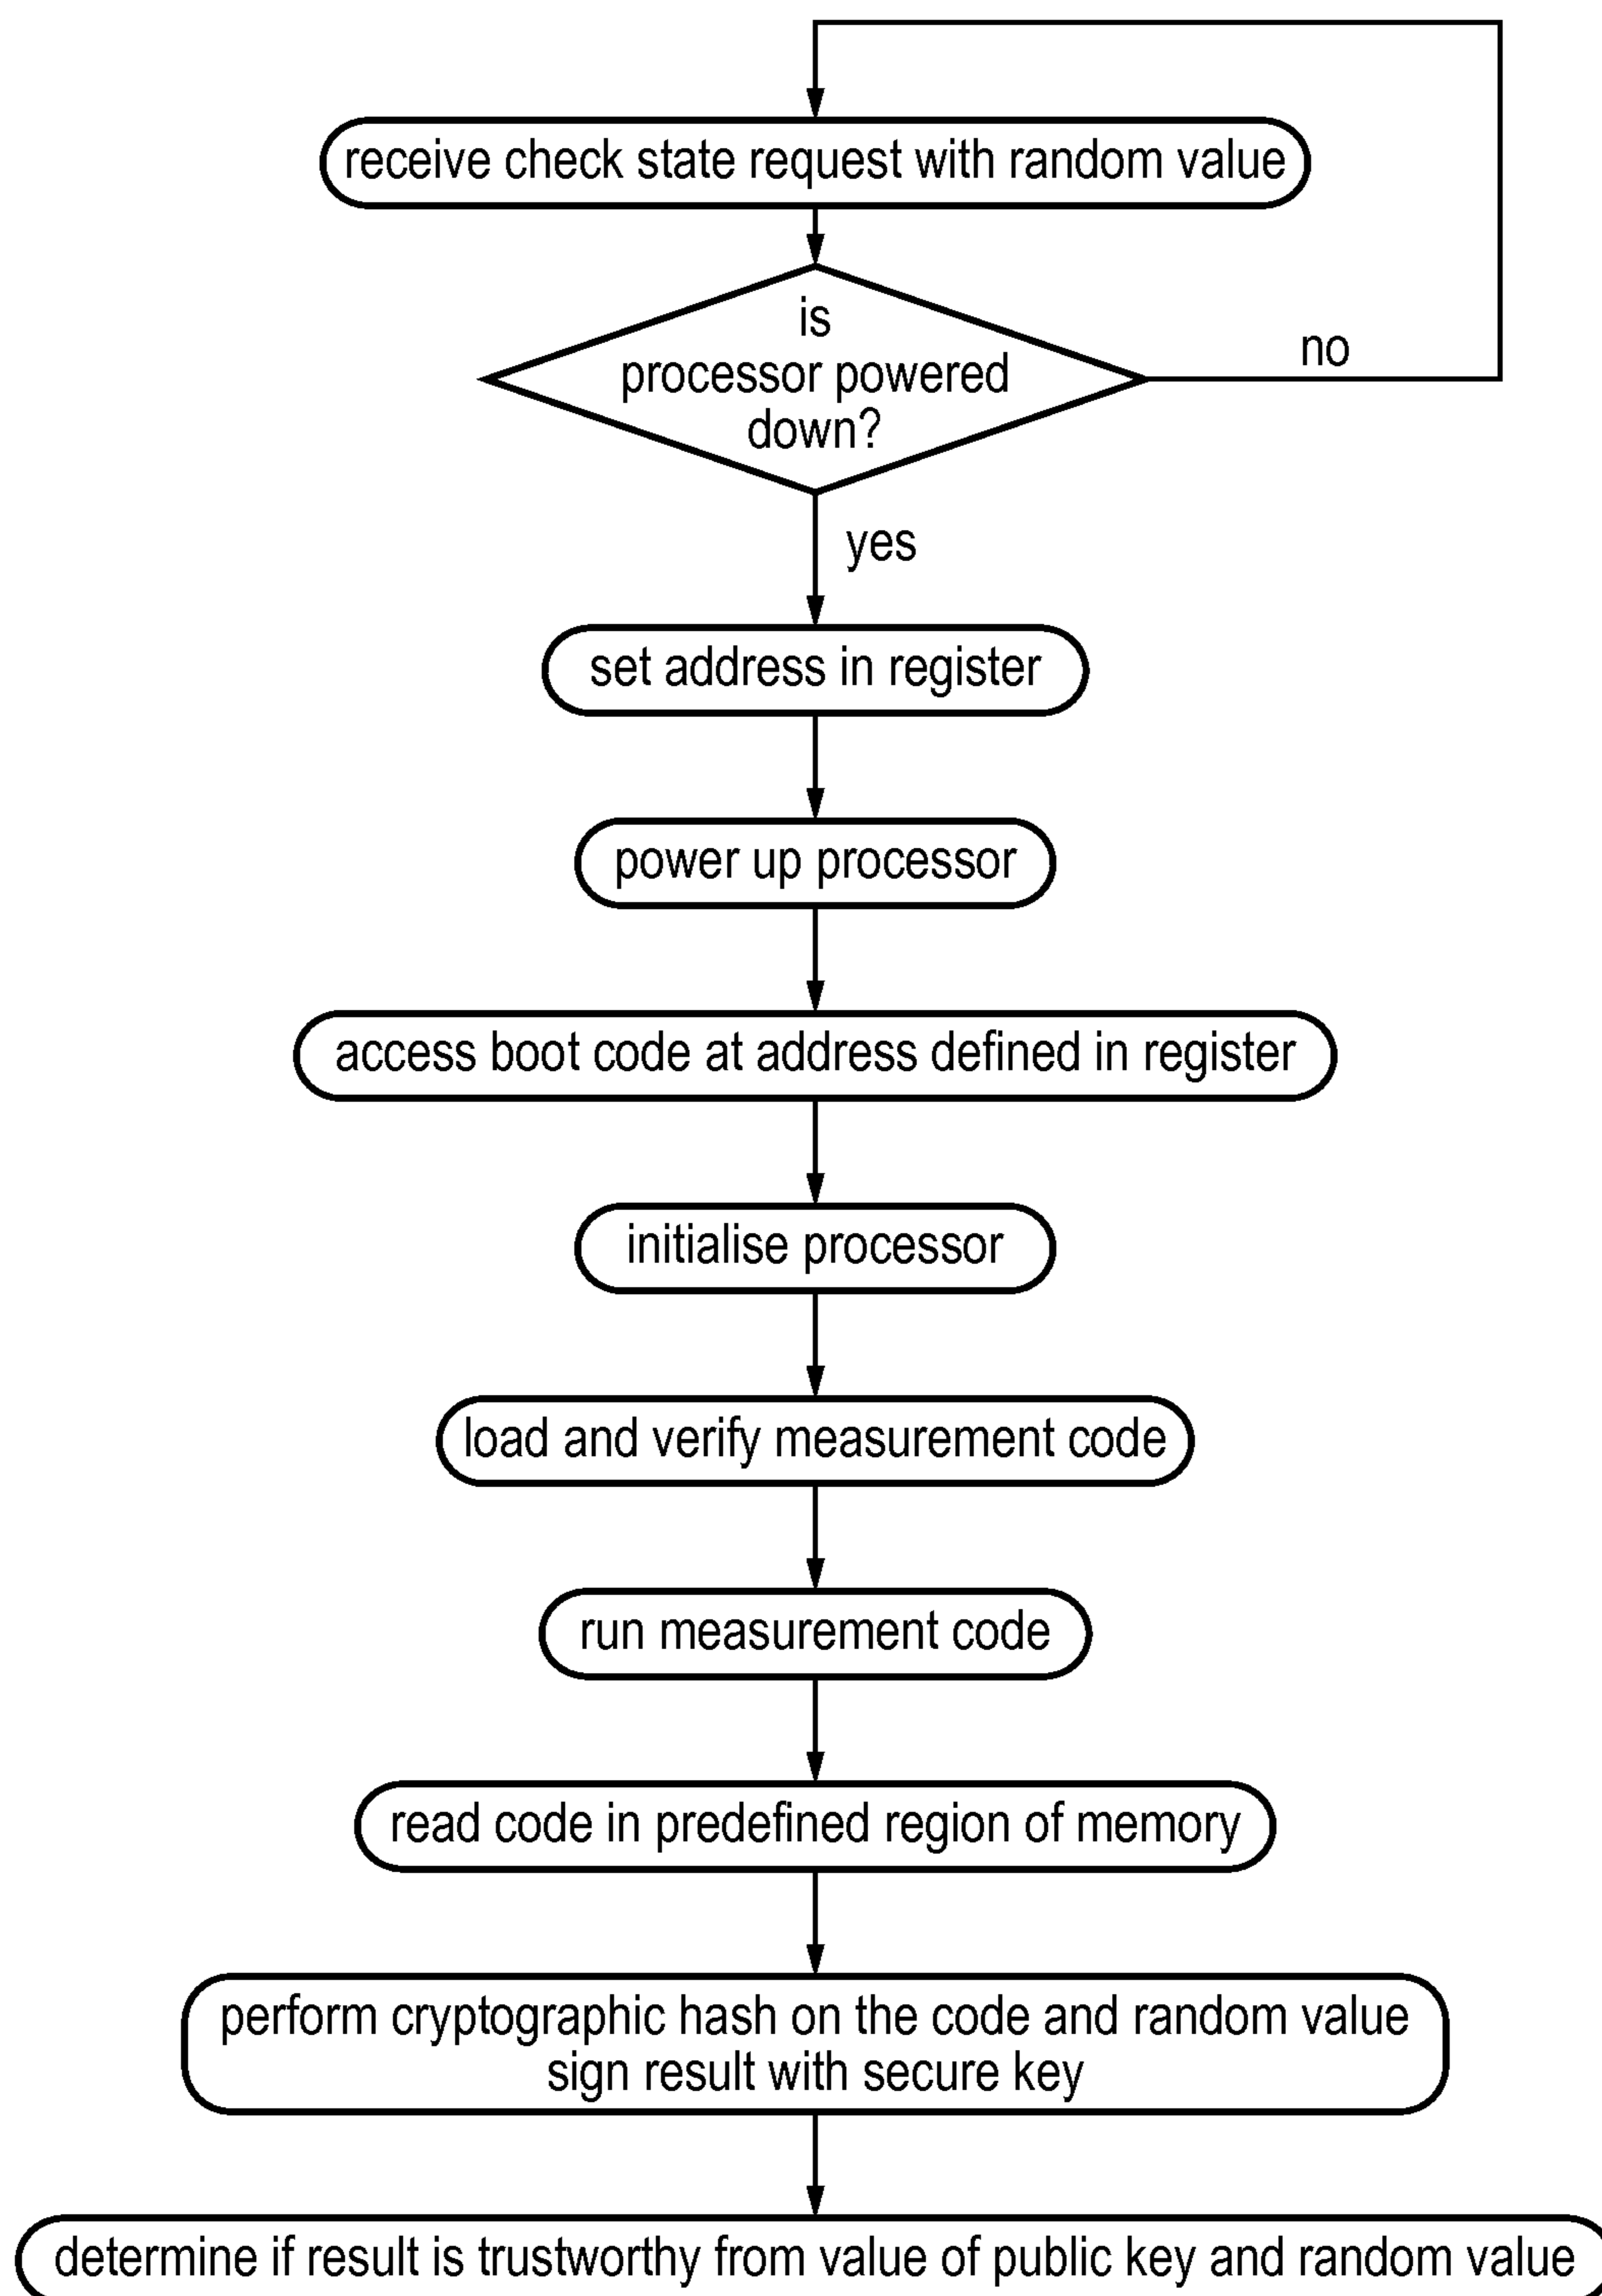 receive check state request with random value
is
processor powered
down?
no
yes
set address in register
power up processor
access boot code at address defined in register
initialise processor
load and verify measurement code
run measurement code
read code in predefined region of memory
perform cryptographic hash on the code and random value
sign result with secure key
determine if result is trustworthy from value of public key and random value